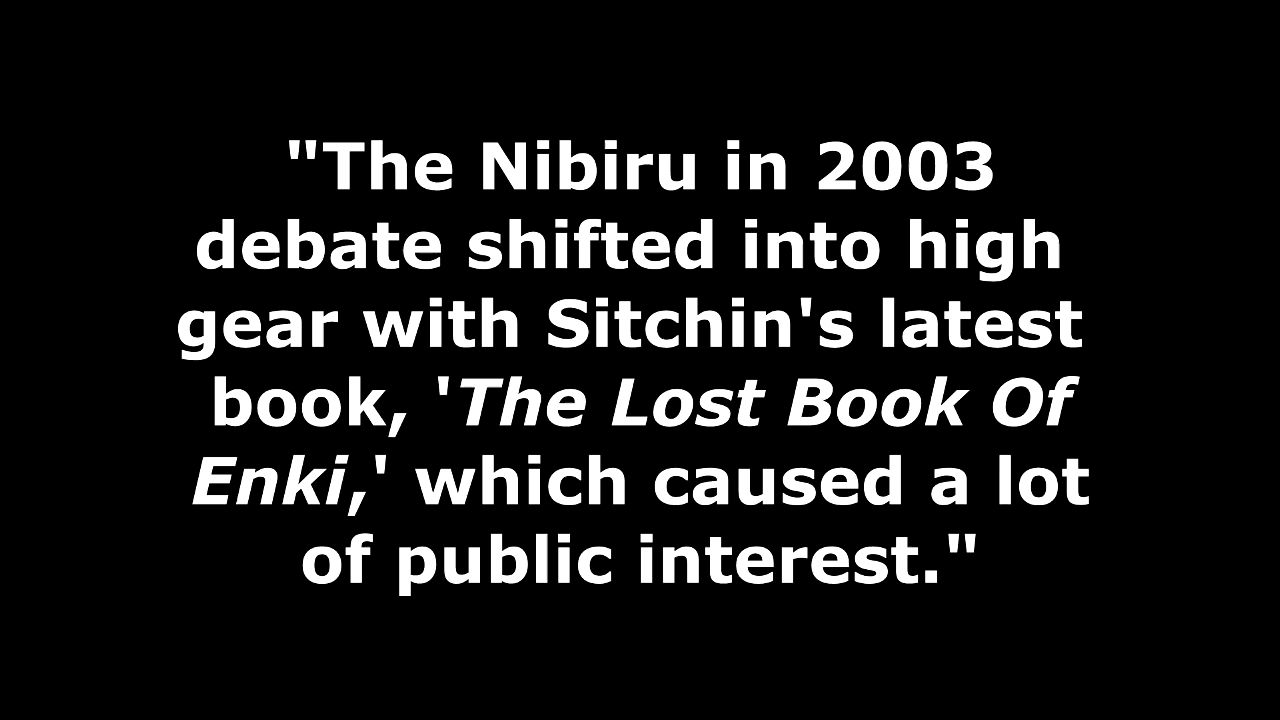 "The Nibiru in 2003
debate shifted into high
gear with Sitchin's latest
book, 'The Lost Book Of
Enki,' which caused a lot
of public interest."